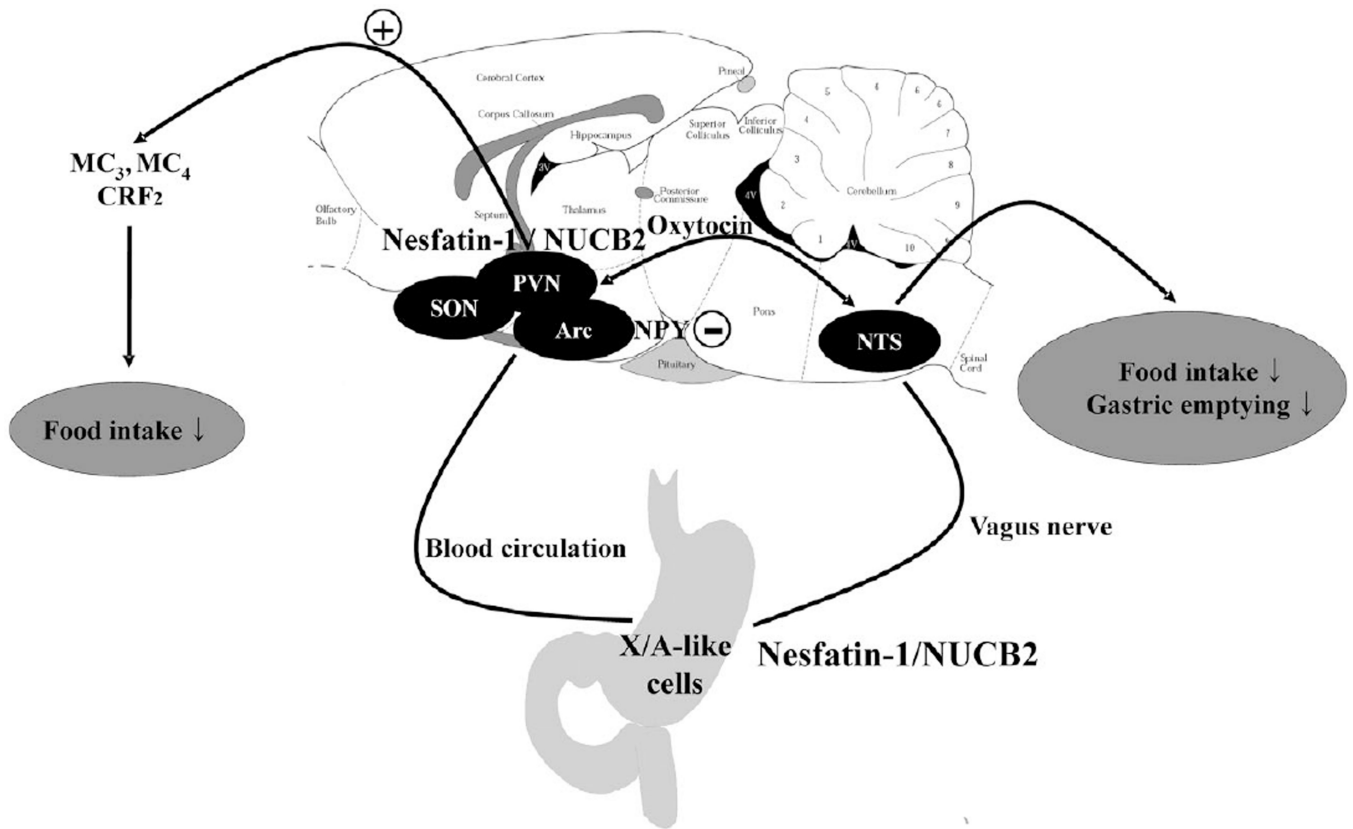 +
Cerebral Cortex
Pineal
Corpus Callosum
Hippocampus
Superior
Colliculus
Inferior
Colliculus
5
4
6
6
4
7
3
8
3V
MC3, MC4
CRF2
Olfactory
Bulb
Septum
Thalamus
Posterior
Commissure
4V
2
Cerebellum
9
Nesfatin-1 / NUCB2
Oxytocin
1
10
PVN
SON
Arc
NPY
−
Pons
NTS
Pituitary
Spinal
Cord
Food intake ↓
Food intake ↓
Gastric emptying ↓
Blood circulation
Vagus nerve
X/A-like
cells
Nesfatin-1/NUCB2